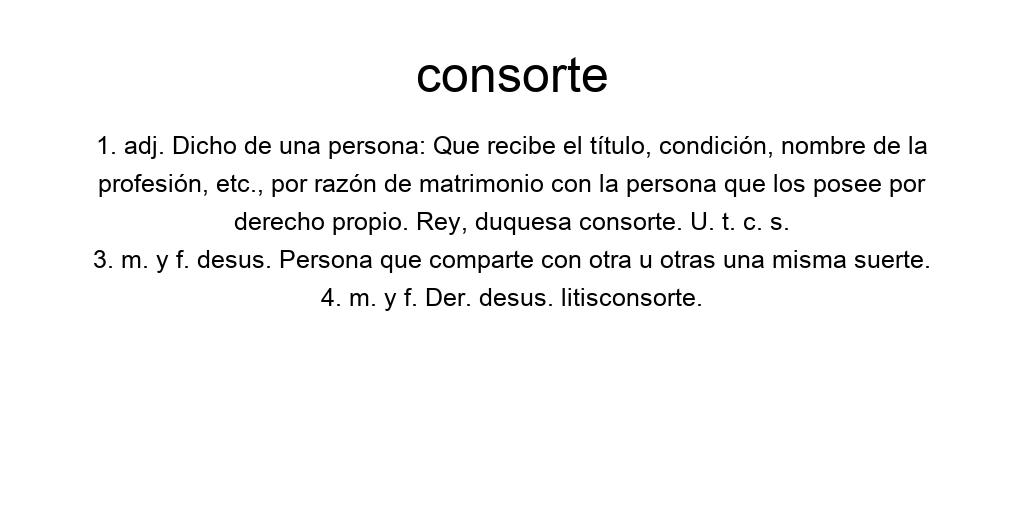 consorte
1. adj. Dicho de una persona: Que recibe el título, condición, nombre de la
profesión, etc., por razón de matrimonio con la persona que los posee por
derecho propio. Rey, duquesa consorte. U. t. c. s.
3. m. y f. desus. Persona que comparte con otra u otras una misma suerte.
4. m. y f. Der. desus. litisconsorte.